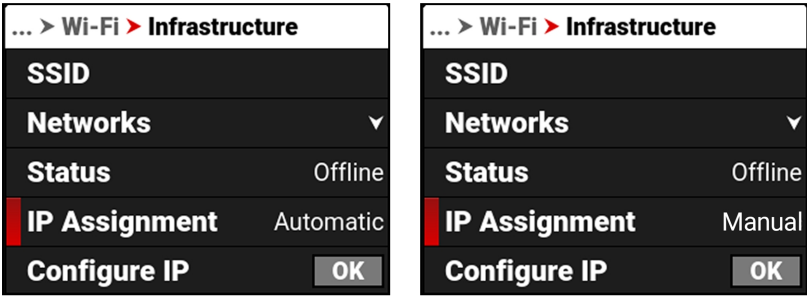 ... > Wi-Fi > Infrastructure
SSID
Networks
Status Offline
IP Assignment Automatic
Configure IP OK
... > Wi-Fi > Infrastructure
SSID
Networks
Status Offline
IP Assignment Manual
Configure IP OK